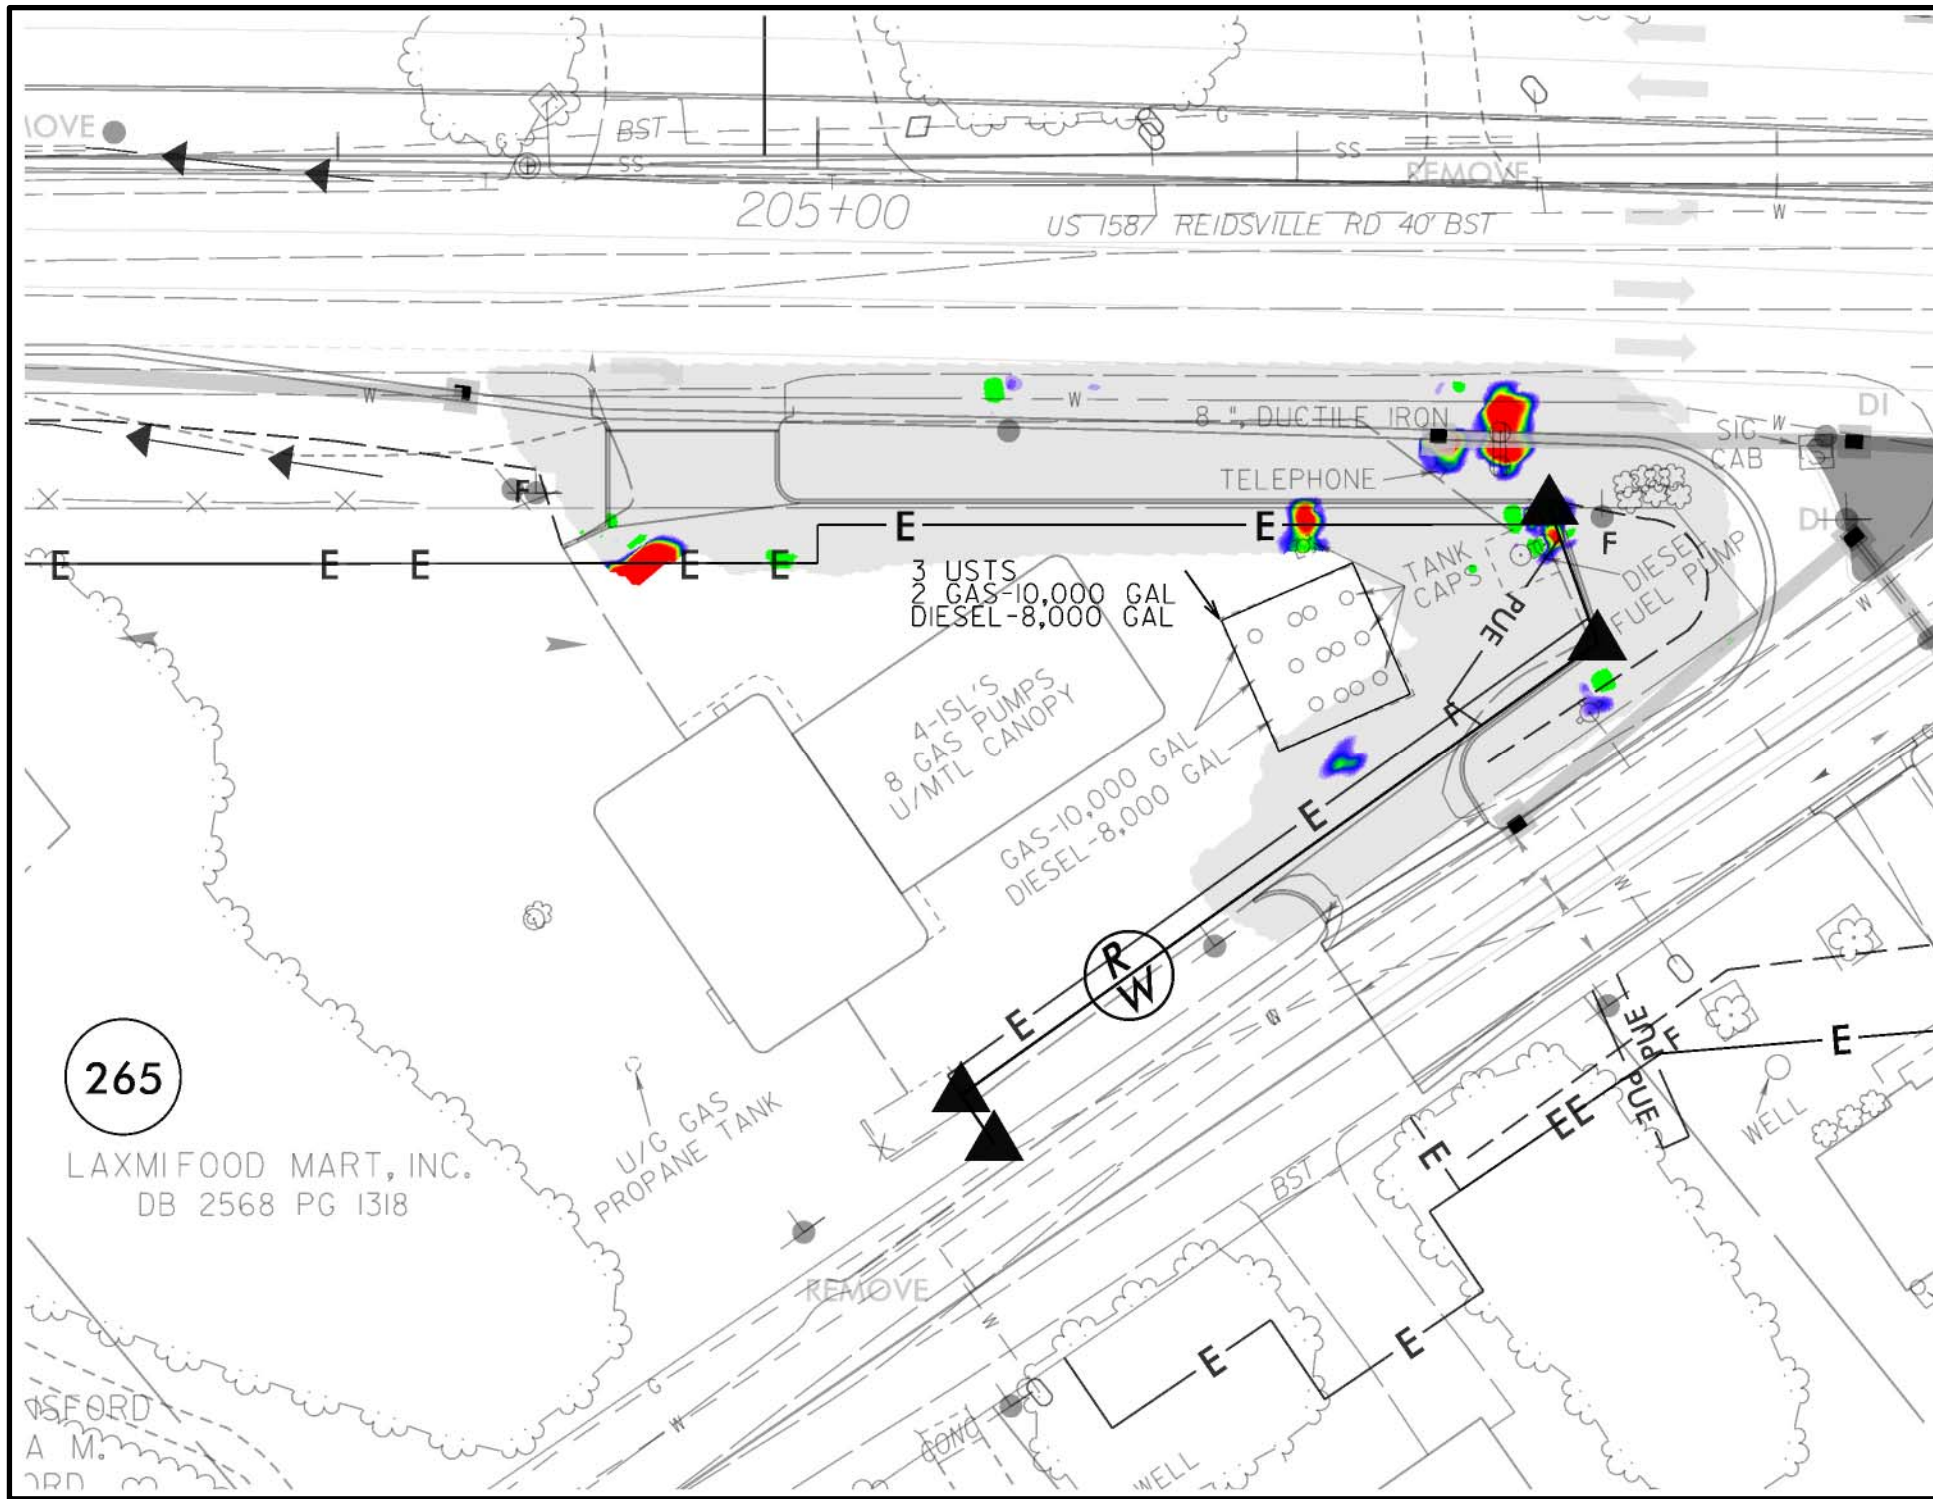 BST
G
G
SS
SS
REMOVE
T
T
W
205+00
US 158/ REIDSVILLE RD 40' BST
W
W
8 ", DUCTILE IRON
W
DI
SIG
CAB
TELEPHONE
F
E
E
F
DI
E
E
E
E
E
3 USTS
2 GAS-10,000 GAL
DIESEL-8,000 GAL
TANK
CAPS
DIESEL
FUEL PUMP
PUE
W
F
4-ISL'S
8 GAS PUMPS
U/MTL CANOPY
GAS-10,000 GAL
DIESEL-8,000 GAL
E
W
R
W
E
W
PUE
F
E
PUE
265
EE
WELL
E
U/G GAS
PROPANE TANK
LAXMI FOOD MART, INC.
DB 2568 PG 1318
BST
REMOVE
W
E
E
G
W
A M.
CONC
WELL